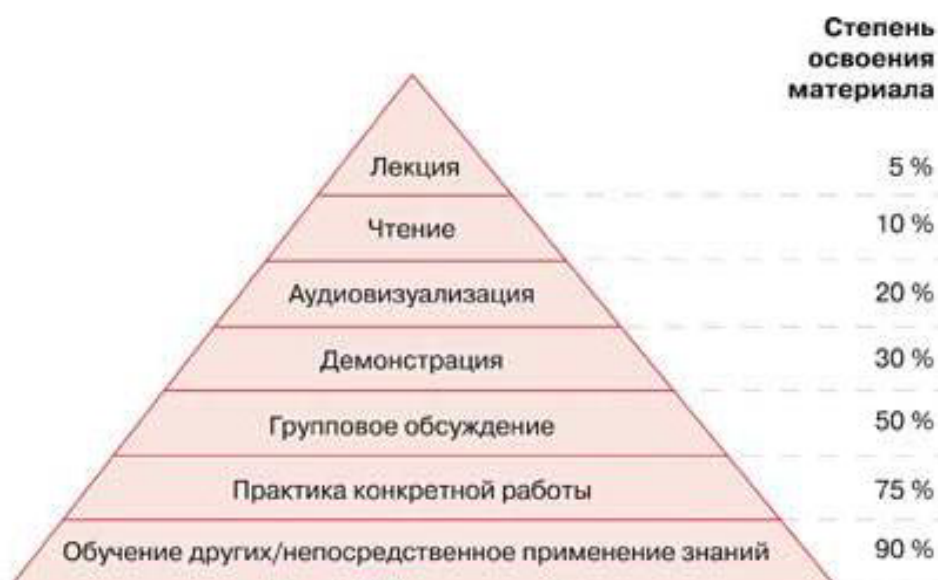 Степень
освоения
материала
Лекция 5 %
Чтение 10 %
Аудиовизуализация 20 %
Демонстрация 30 %
Групповое обсуждение 50 %
Практика конкретной работы 75 %
Обучение других/непосредственное применение знаний 90 %